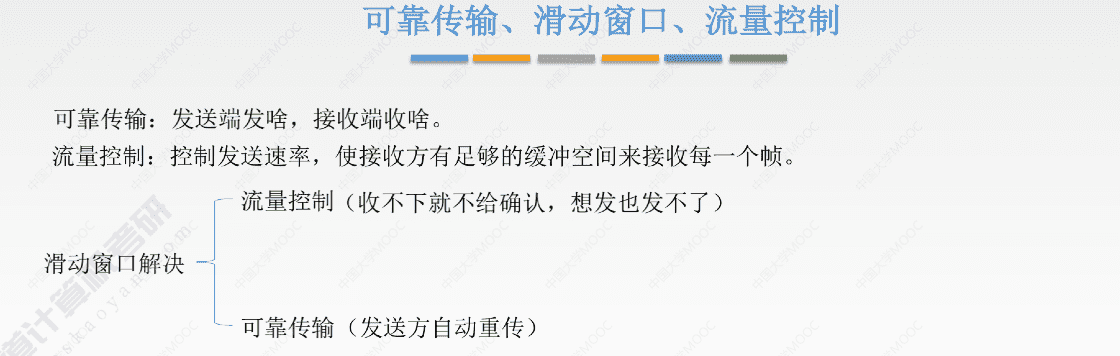 可靠传输、滑动窗口、流量控制
可靠传输：发送端发啥，接收端收啥。
流量控制：控制发送速率，使接收方有足够的缓冲空间来接收每一个帧。
流量控制（收不下就不给确认，想发也发不了）
滑动窗口解决
可靠传输（发送方自动重传）